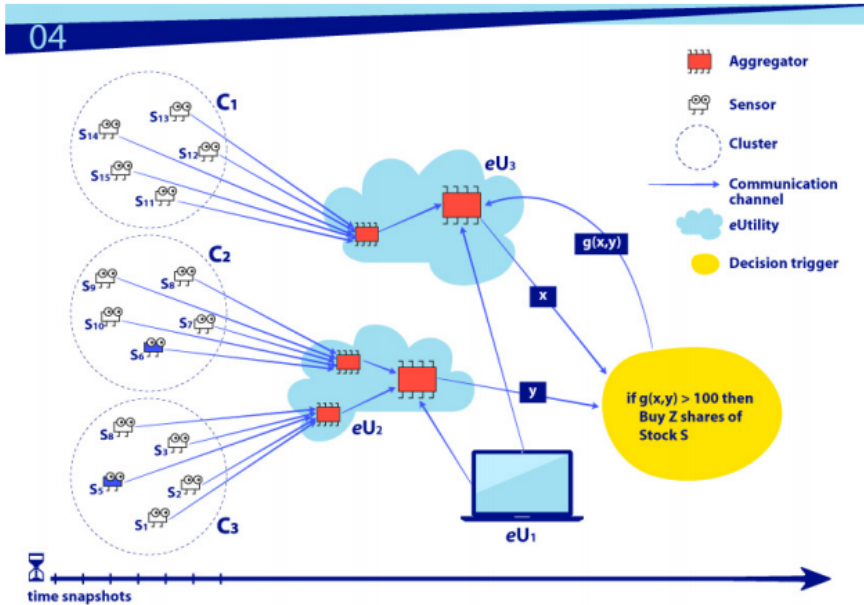 04
C1
S13
S14
S12
S15
S11
C2
S9
S8
S10
S7
S6
S8
S3
S5
S2
S1
C3
eU3
eU2
eU1
g(x,y)
x
y
if g(x,y) > 100 then
Buy Z shares of
Stock S
Aggregator
Sensor
Cluster
Communication
channel
eUtility
Decision trigger
time snapshots